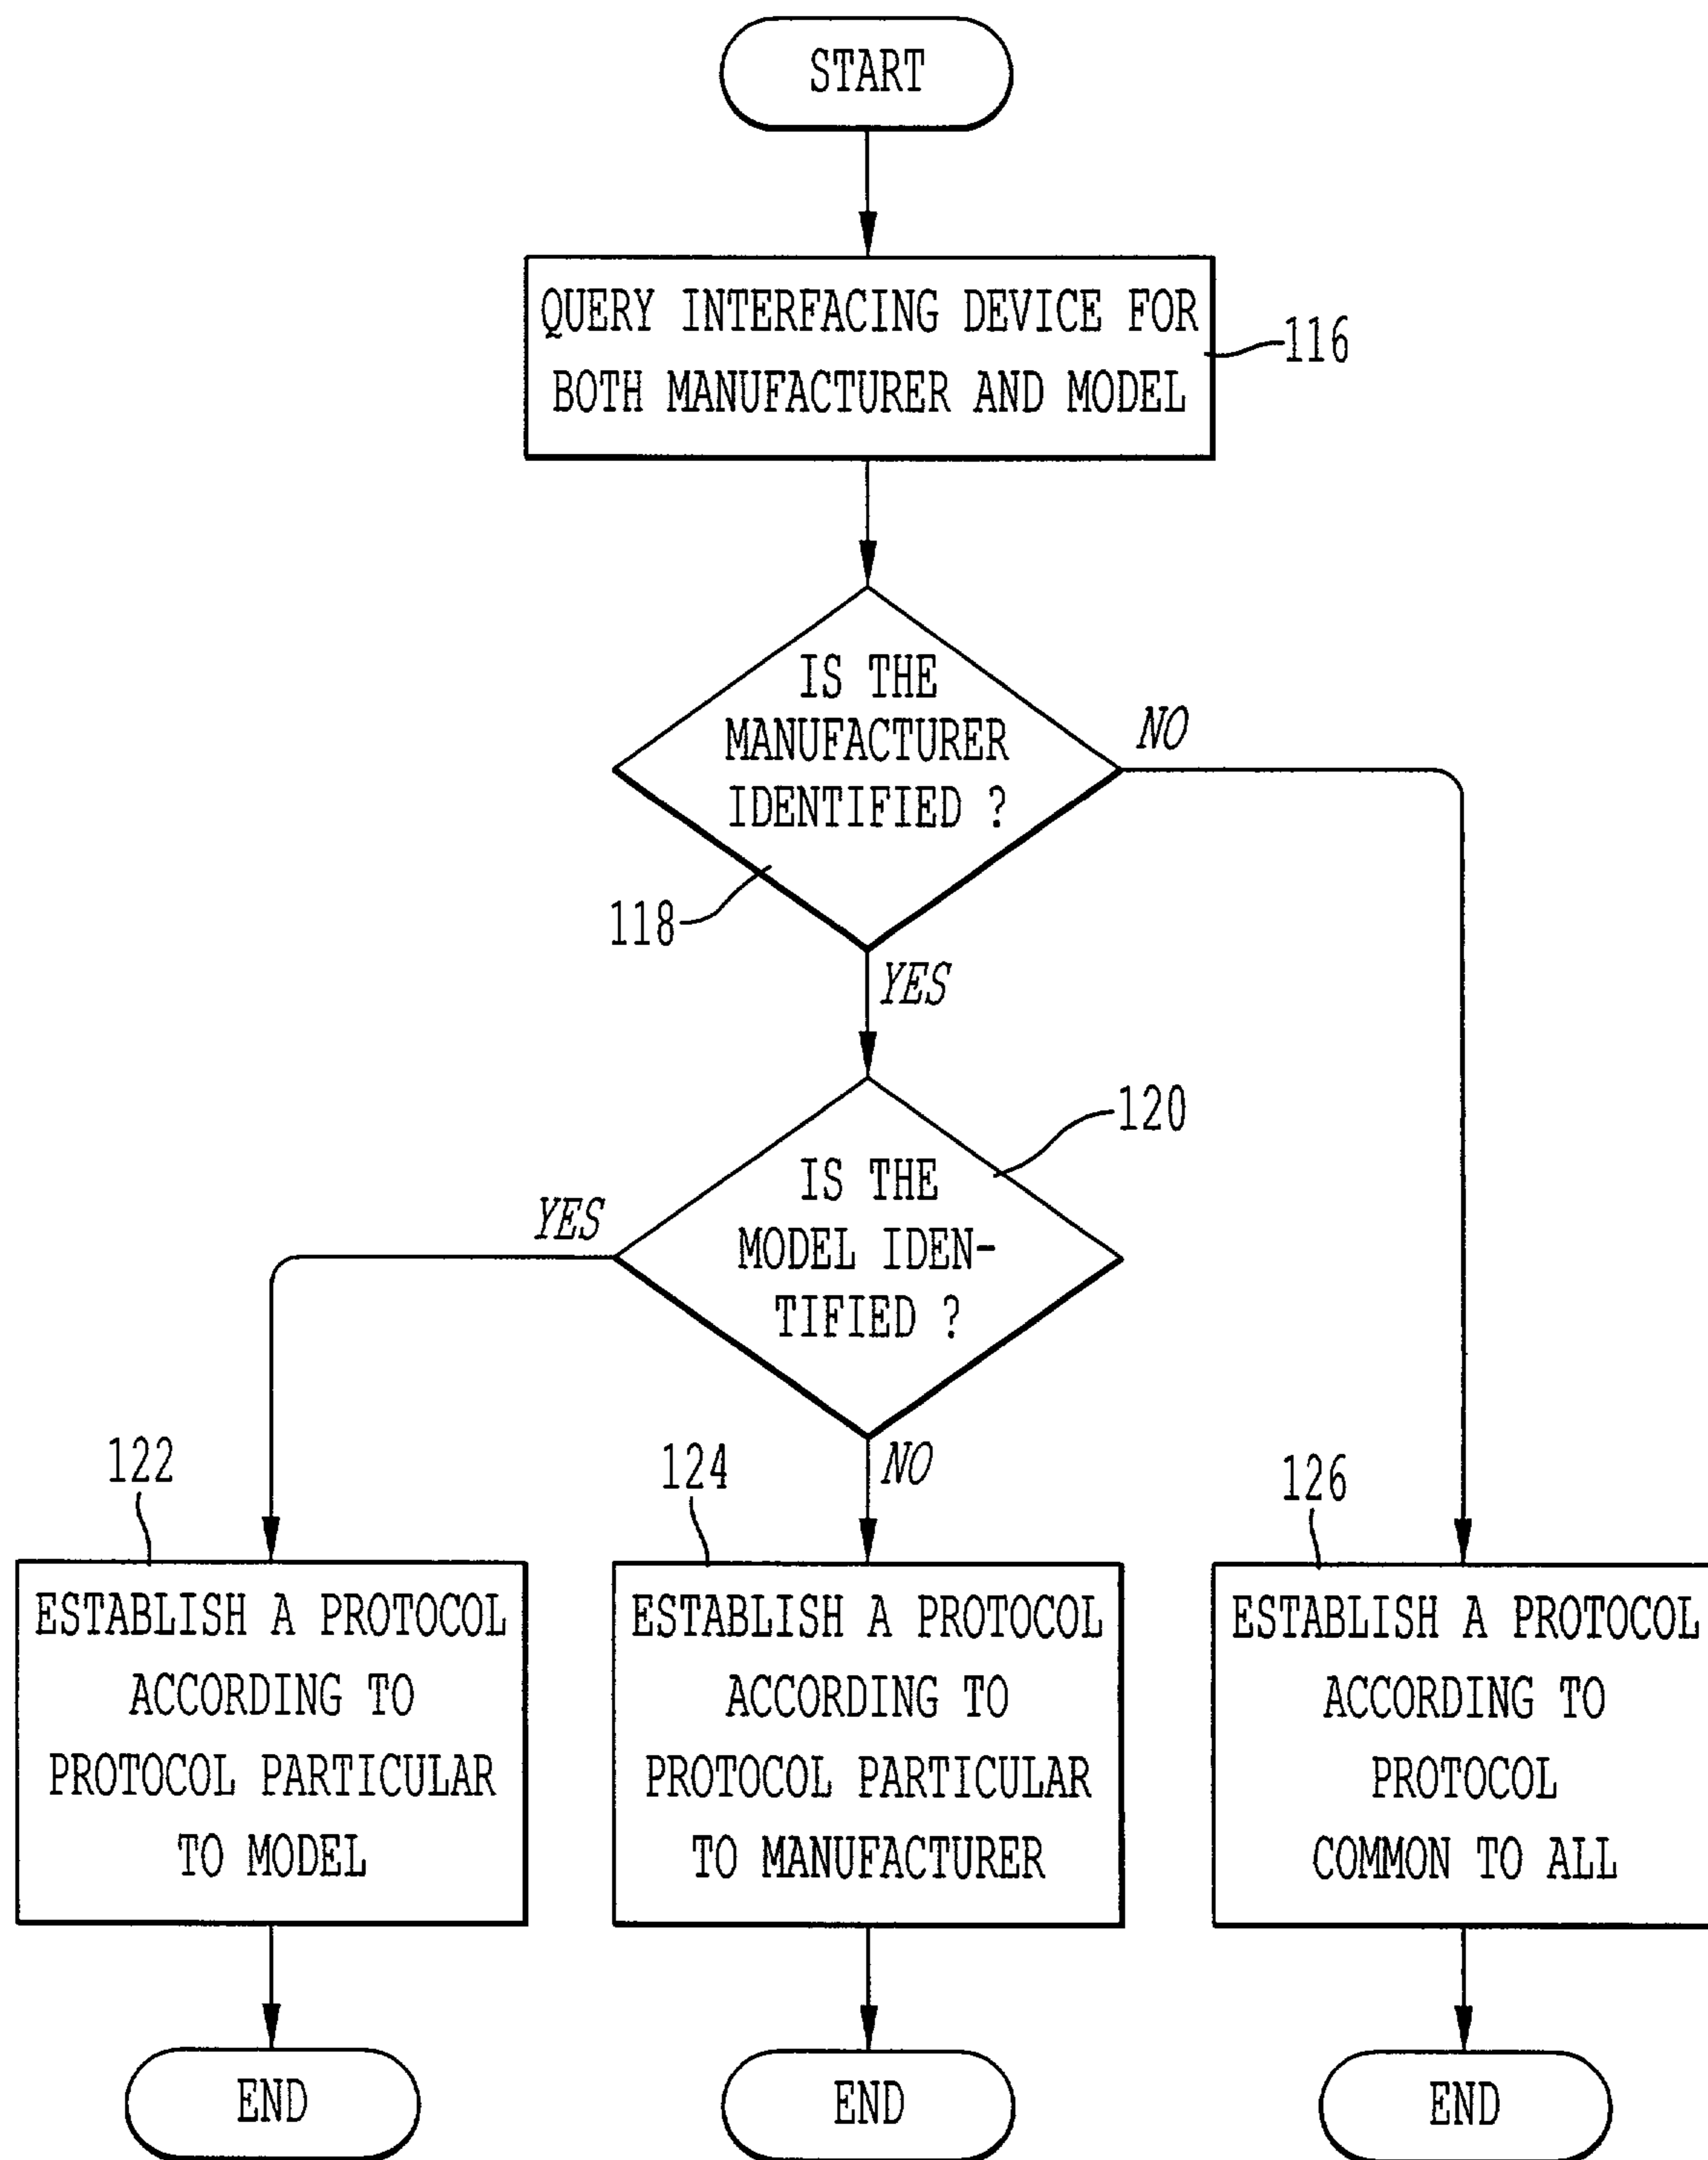 START
QUERY INTERFACING DEVICE FOR
BOTH MANUFACTURER AND MODEL
116
IS THE
MANUFACTURER
IDENTIFIED ?
NO
118
YES
120
IS THE
MODEL IDEN-
TIFIED ?
YES
NO
122
ESTABLISH A PROTOCOL
ACCORDING TO
PROTOCOL PARTICULAR
TO MODEL
124
ESTABLISH A PROTOCOL
ACCORDING TO
PROTOCOL PARTICULAR
TO MANUFACTURER
126
ESTABLISH A PROTOCOL
ACCORDING TO
PROTOCOL
COMMON TO ALL
END
END
END